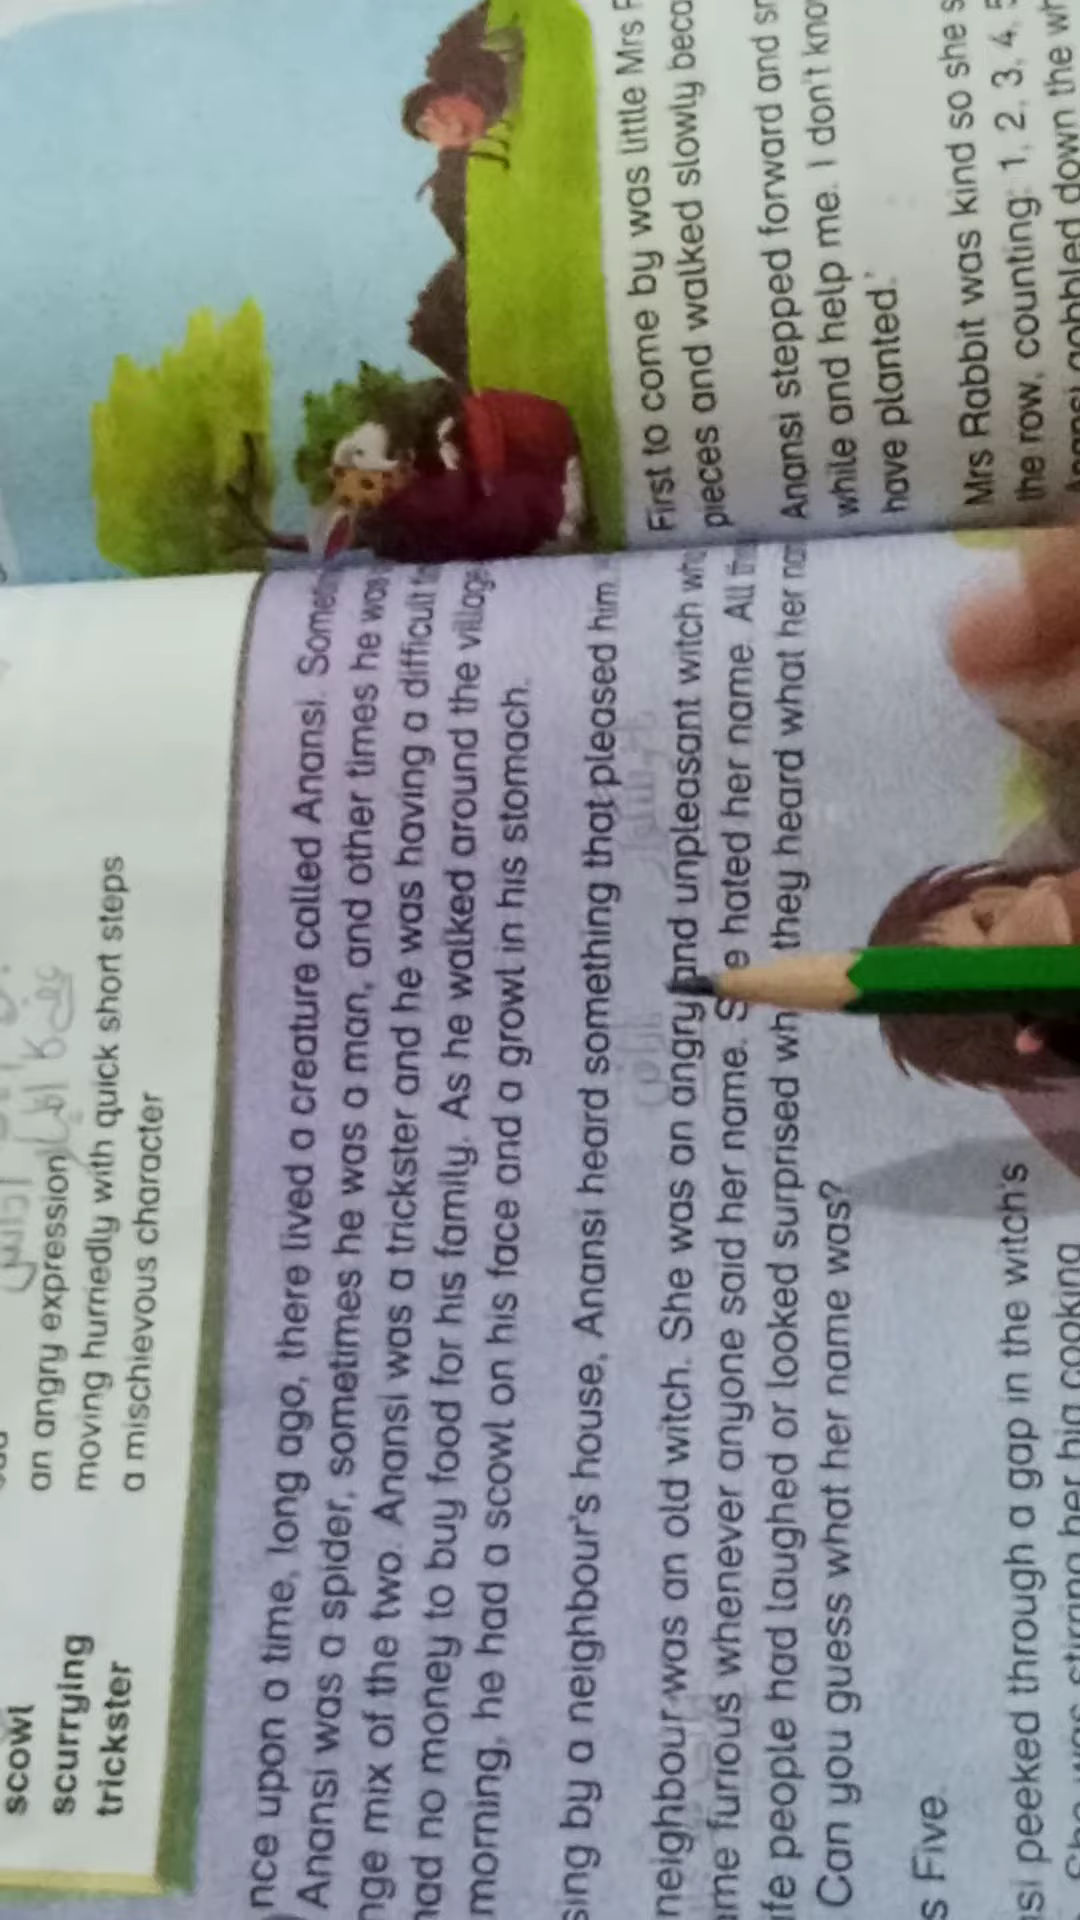 an angry expression
moving hurriedly with quick short steps
a mischievous character
scowl
scurrying
trickster
nce upon a time, long ago, there lived a creature called Anansi.
Anansi was a spider, sometimes he was a man, and other times he was
nge mix of the two. Anansi was a trickster and he was having a difficult
had no money to buy food for his family. As he walked around the village
morning, he had a scowl on his face and a growl in his stomach.
sing by a neighbour's house, Anansi heard something that pleased him.
neighbour was an old witch. She was an angry and unpleasant witch
me furious whenever anyone said her name. hated her name. All
ife people had laughed or looked surprised they heard what her
Can you guess what her name was?
s Five.
si peeked through a gap in the witch's
her big cooking
First to come by was little Mrs
pieces and walked slowly
Anansi stepped forward and
while and help me. I don't
have planted.'
Mrs Rabbit was kind so she
the row, counting: 1, 2, 3, 4,
gobbled down the